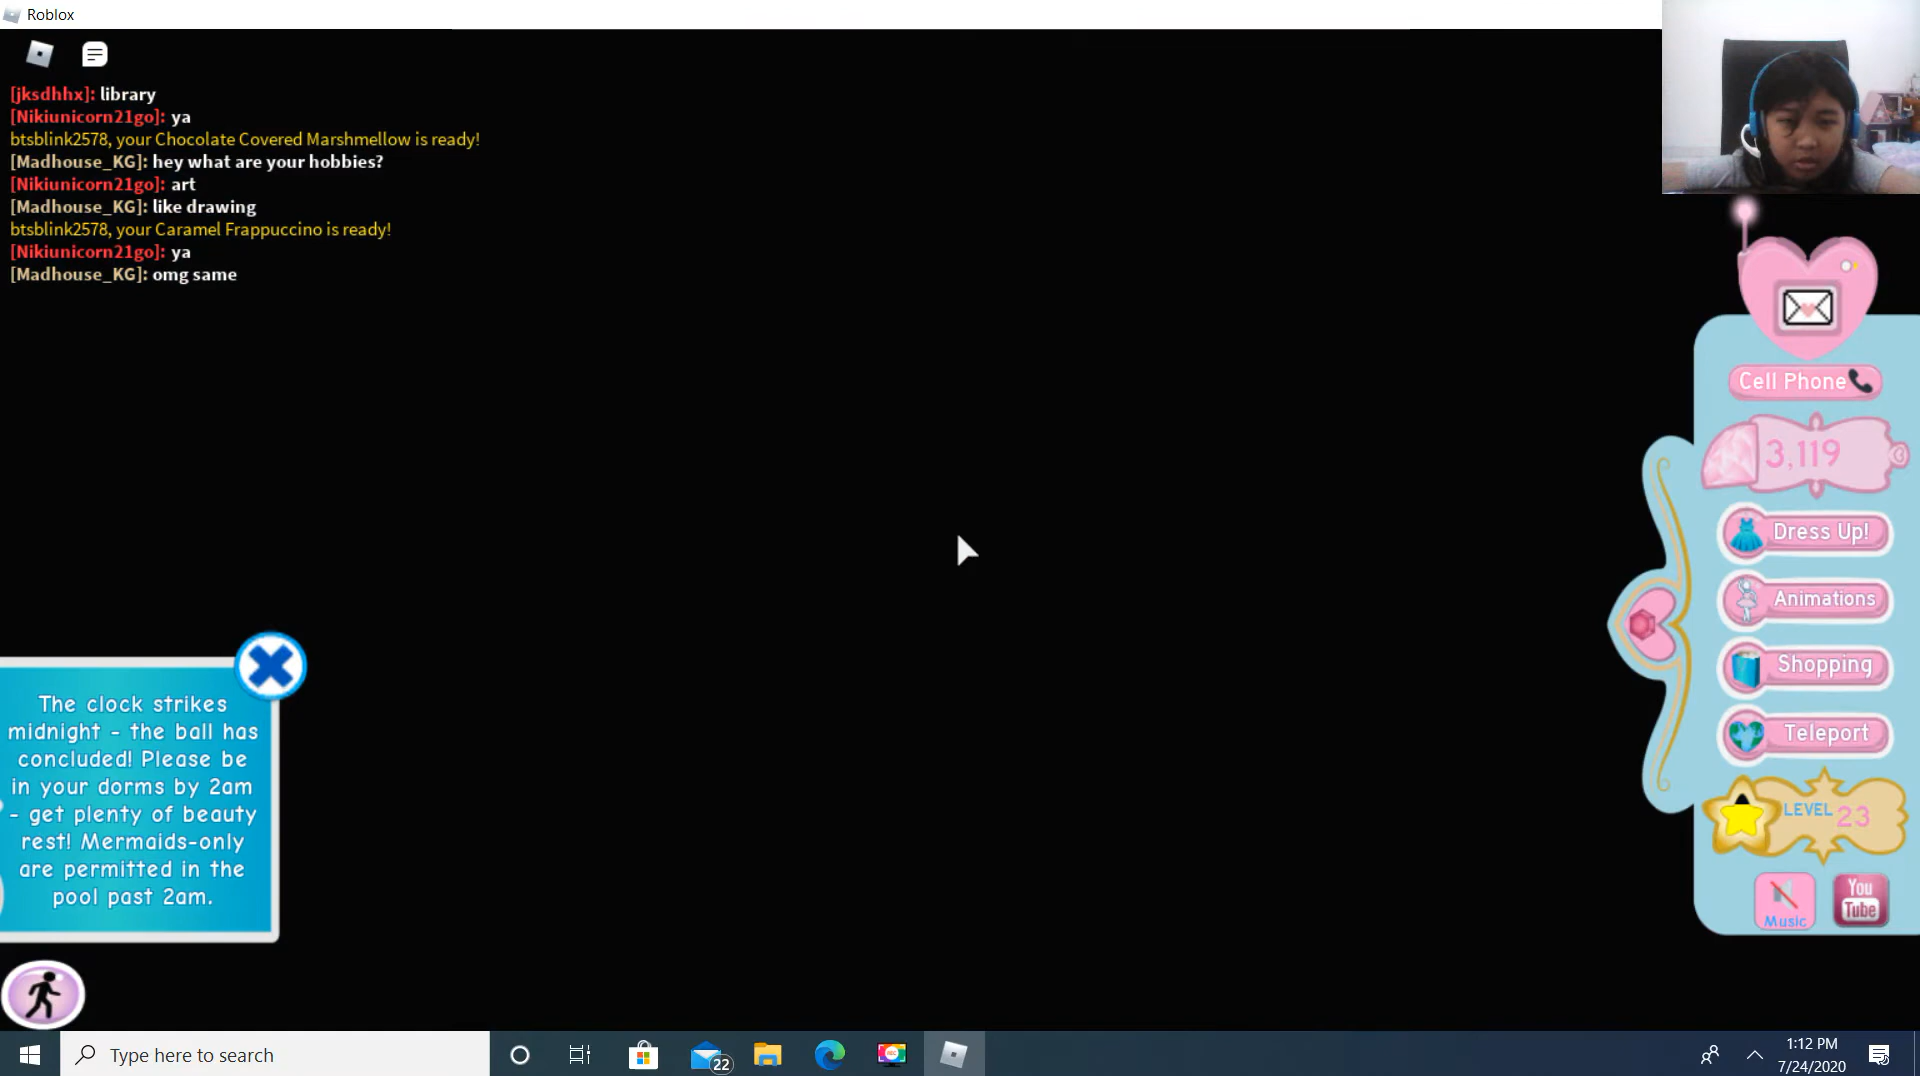 Roblox
[jksdhhx]: library
[Nikiunicorn21go]: ya
btsblink2578, your Chocolate Covered Marshmellow is ready!
[Madhouse_KG]: hey what are your hobbies?
[Nikiunicorn21go]: art
[Madhouse_KG]: like drawing
btsblink2578, your Caramel Frappuccino is ready!
[Nikiunicorn21go]: ya
[Madhouse_KG]: omg same
Cell Phone
3,119
Dress Up!
Animations
Shopping
Teleport
LEVEL 23
Music
You
Tube
The clock strikes
midnight - the ball has
concluded! Please be
in your dorms by 2am
- get plenty of beauty
rest! Mermaids-only
are permitted in the
pool past 2am.
Type here to search
22
1:12 PM
7/24/2020